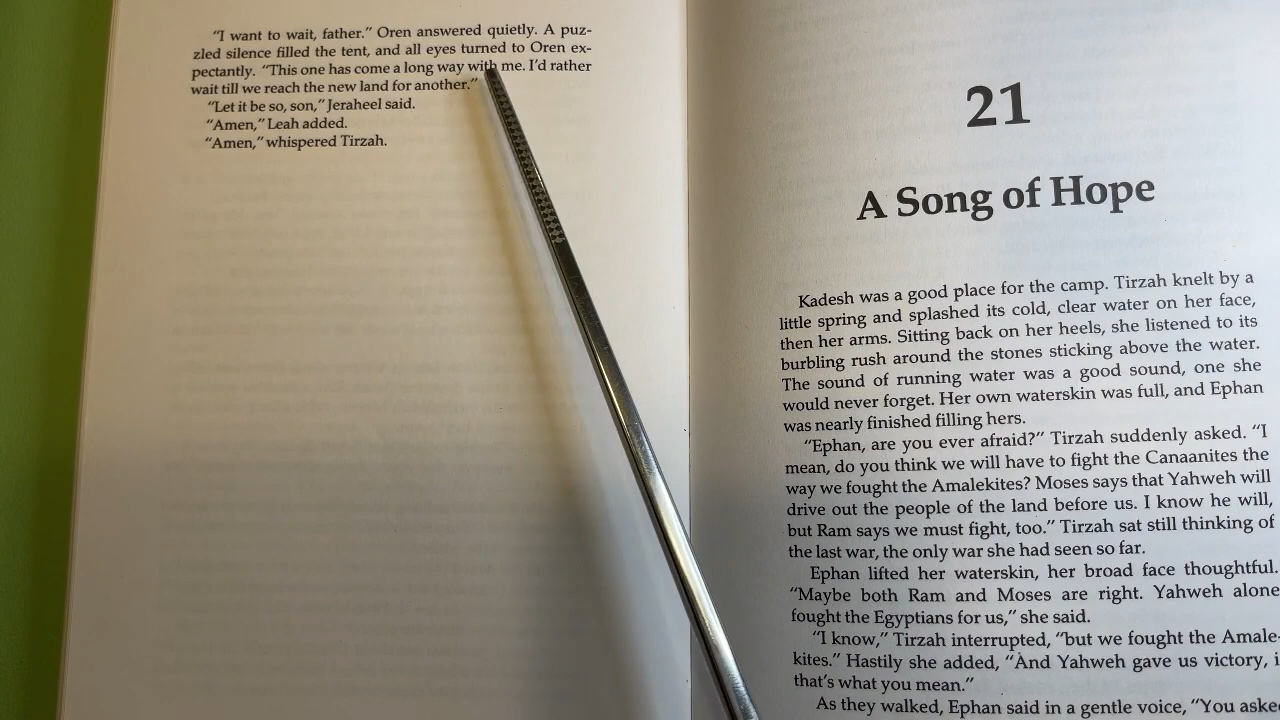 “I want to wait, father.” Oren answered quietly. A puz-
zled silence filled the tent, and all eyes turned to Oren ex-
pectantly. “This one has come a long way with me. I’d rather
wait till we reach the new land for another.”
“Let it be so, son,” Jeraheel said.
“Amen,” Leah added.
“Amen,” whispered Tirzah.
21
A Song of Hope
Kadesh was a good place for the camp. Tirzah knelt by a
little spring and splashed its cold, clear water on her face,
then her arms. Sitting back on her heels, she listened to its
burbling rush around the stones sticking above the water.
The sound of running water was a good sound, one she
would never forget. Her own waterskin was full, and Ephan
was nearly finished filling hers.
“Ephan, are you ever afraid?” Tirzah suddenly asked. “I
mean, do you think we will have to fight the Canaanites the
way we fought the Amalekites? Moses says that Yahweh will
drive out the people of the land before us. I know he will,
but Ram says we must fight, too.” Tirzah sat still thinking of
the last war, the only war she had seen so far.
Ephan lifted her waterskin, her broad face thoughtful.
“Maybe both Ram and Moses are right. Yahweh alone
fought the Egyptians for us,” she said.
“I know,” Tirzah interrupted, “but we fought the Amale-
kites.” Hastily she added, “And Yahweh gave us victory, i
that’s what you mean.”
As they walked, Ephan said in a gentle voice, “You aske